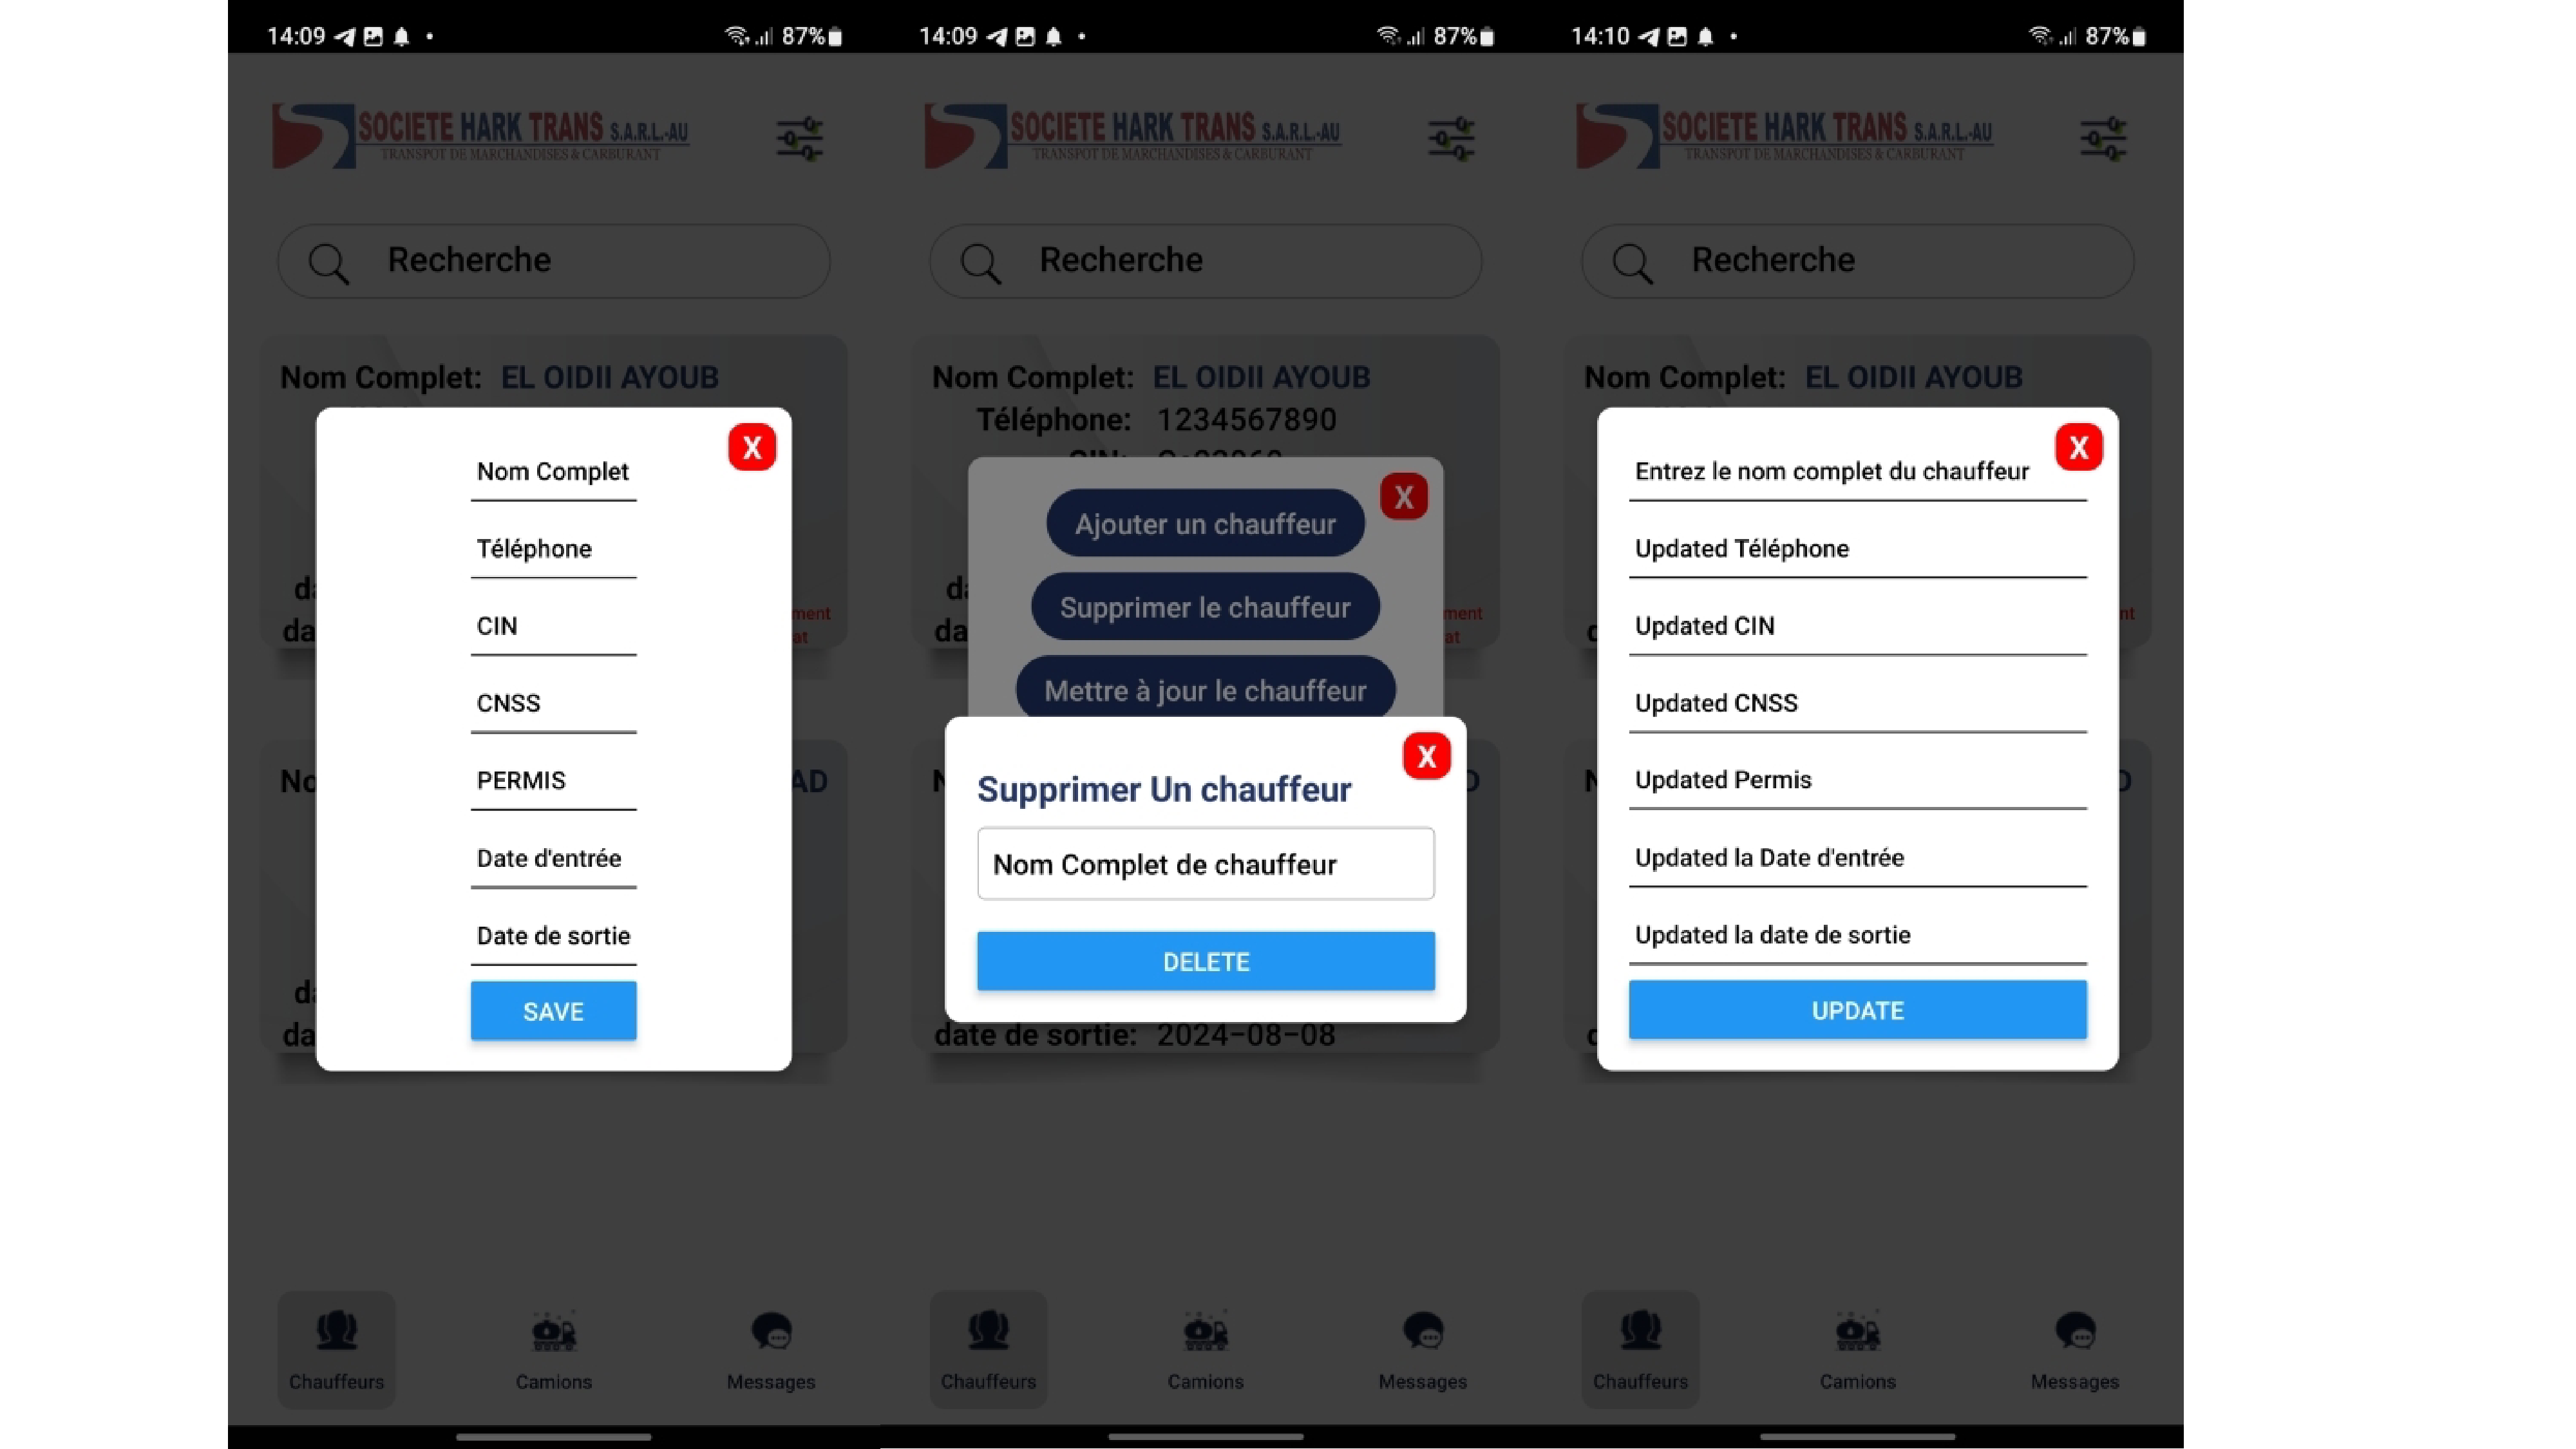 14:09
87%
SOCIETE HARK TRANS S.A.R.L.-AU
TRANSPOT DE MARCHANDISES & CARBURANT
Recherche
Nom Complet: EL OIDII AYOUB
X
Nom Complet
Téléphone
CIN
CNSS
PERMIS
Date d'entrée
Date de sortie
SAVE
Chauffeurs
Camions
Messages
14:09
87%
SOCIETE HARK TRANS S.A.R.L.-AU
TRANSPOT DE MARCHANDISES & CARBURANT
Recherche
Nom Complet: EL OIDII AYOUB
Téléphone: 1234567890
X
Ajouter un chauffeur
Supprimer le chauffeur
Mettre à jour le chauffeur
X
Supprimer Un chauffeur
Nom Complet de chauffeur
DELETE
date de sortie: 2024-08-08
Chauffeurs
Camions
Messages
14:10
87%
SOCIETE HARK TRANS S.A.R.L.-AU
TRANSPOT DE MARCHANDISES & CARBURANT
Recherche
Nom Complet: EL OIDII AYOUB
X
Entrez le nom complet du chauffeur
Updated Téléphone
Updated CIN
Updated CNSS
Updated Permis
Updated la Date d'entrée
Updated la date de sortie
UPDATE
Chauffeurs
Camions
Messages